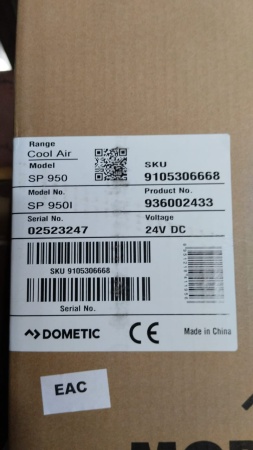 Range
Cool Air
Model
SP 950
SKU
9105306668
Model No.
SP 950I
Product No.
936002433
Serial No.
02523247
Voltage
24V DC
SKU 9105306668
Serial No.
DOMETIC
CE
Made in China
EAC